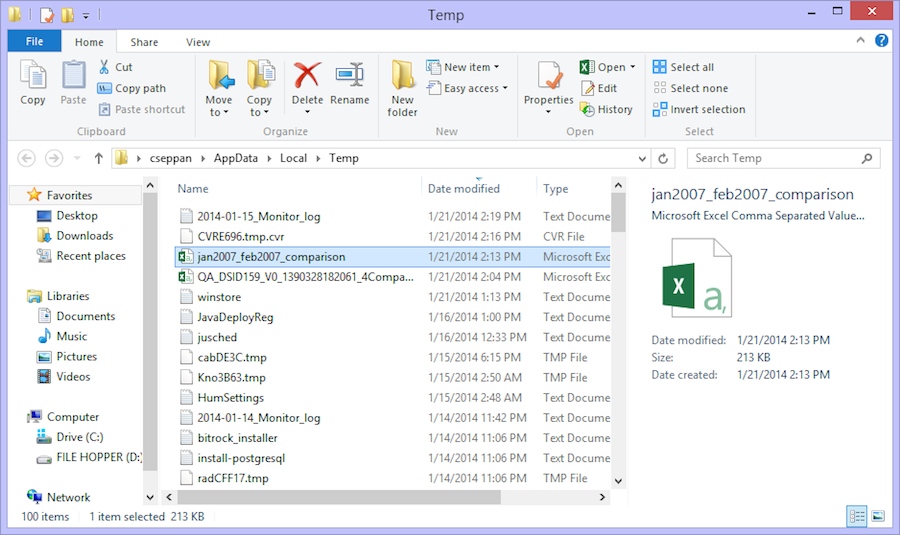 Temp
File Home Share View
Copy
Paste
Cut
Copy path
Paste shortcut
Clipboard
Move to
Copy to
Delete
Rename
Organize
New folder
New item
Easy access
New
Properties
Open
Edit
History
Open
Select all
Select none
Invert selection
Select
cseppan AppData Local Temp
Search Temp
Favorites
Desktop
Downloads
Recent places
Libraries
Documents
Music
Pictures
Videos
Computer
Drive (C:)
FILE HOPPER (D:)
Network
Name Date modified Type
2014-01-15_Monitor_log 1/21/2014 2:19 PM Text Docume
CVRE696.tmp.cvr 1/21/2014 2:16 PM CVR File
jan2007_feb2007_comparison 1/21/2014 2:13 PM Microsoft Exc
QA_DSID159_V0_1390328182061_4Compa... 1/21/2014 2:04 PM Microsoft Exc
winstore 1/21/2014 1:13 PM Text Docume
JavaDeployReg 1/16/2014 1:00 PM Text Docume
jusched 1/16/2014 12:33 PM Text Docume
cabDE3C.tmp 1/15/2014 6:15 PM TMP File
Kno3B63.tmp 1/15/2014 2:50 AM TMP File
HumSettings 1/15/2014 2:48 AM Text Docume
2014-01-14_Monitor_log 1/14/2014 11:42 PM Text Docume
bitrock_installer 1/14/2014 11:06 PM Text Docume
install-postgresql 1/14/2014 11:06 PM Text Docume
radCFF17.tmp 1/14/2014 11:06 PM TMP File
jan2007_feb2007_comparison
Microsoft Excel Comma Separated Value...
X a,
Date modified: 1/21/2014 2:13 PM
Size: 213 KB
Date created: 1/21/2014 2:13 PM
100 items 1 item selected 213 KB